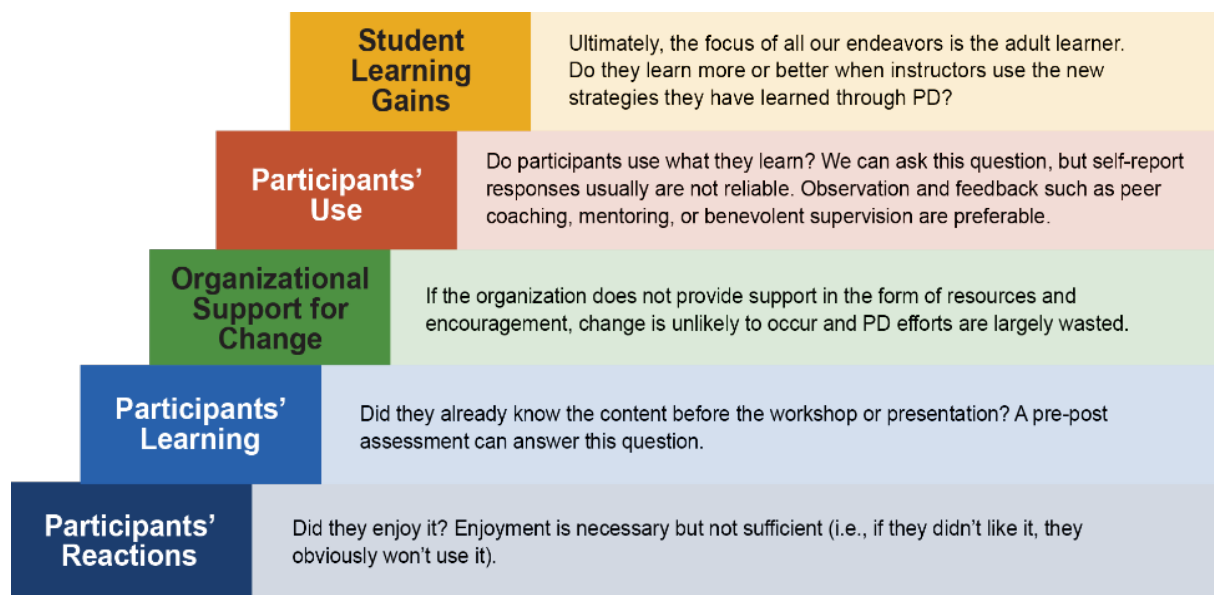 Student
Learning
Gains
Ultimately, the focus of all our endeavors is the adult learner.
Do they learn more or better when instructors use the new
strategies they have learned through PD?
Participants’
Use
Do participants use what they learn? We can ask this question, but self-report
responses usually are not reliable. Observation and feedback such as peer
coaching, mentoring, or benevolent supervision are preferable.
Organizational
Support for
Change
If the organization does not provide support in the form of resources and
encouragement, change is unlikely to occur and PD efforts are largely wasted.
Participants’
Learning
Did they already know the content before the workshop or presentation? A pre-post
assessment can answer this question.
Participants’
Reactions
Did they enjoy it? Enjoyment is necessary but not sufficient (i.e., if they didn’t like it, they
obviously won’t use it).